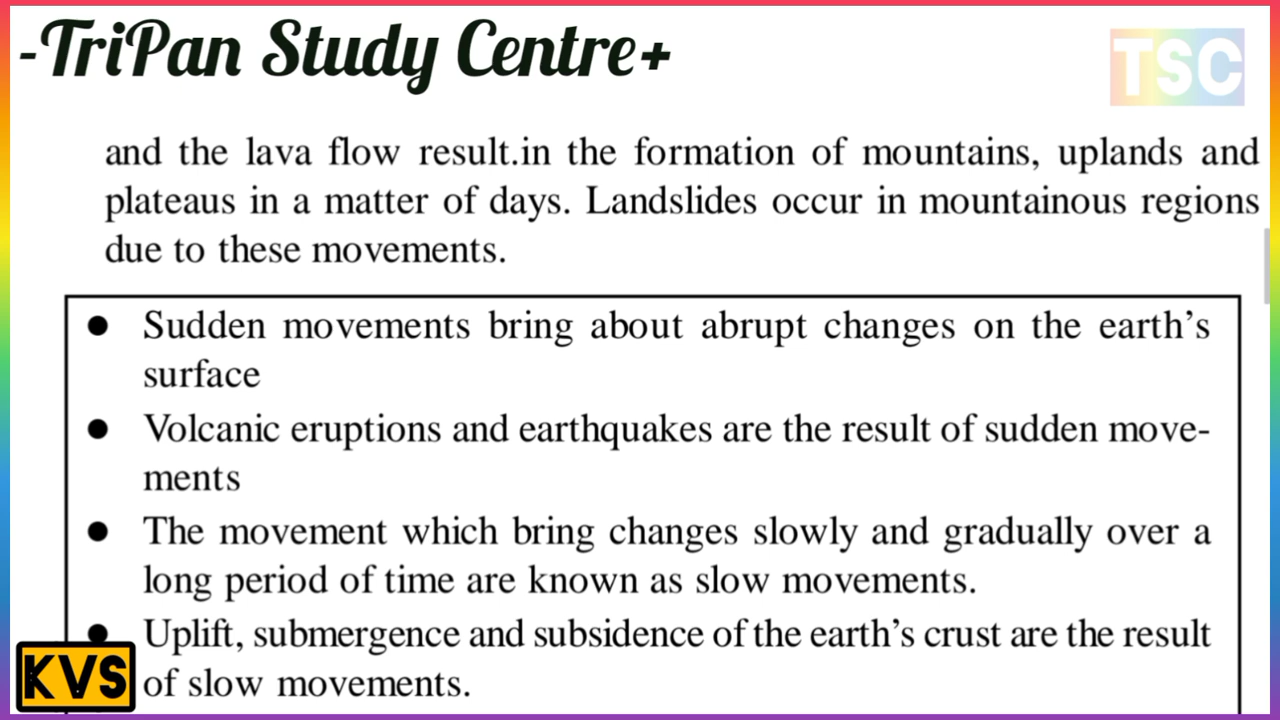 -TriPan Study Centre+
TSC
and the lava flow result.in the formation of mountains, uplands and
plateaus in a matter of days. Landslides occur in mountainous regions
due to these movements.
● Sudden movements bring about abrupt changes on the earth’s
surface
● Volcanic eruptions and earthquakes are the result of sudden move-
ments
● The movement which bring changes slowly and gradually over a
long period of time are known as slow movements.
● Uplift, submergence and subsidence of the earth’s crust are the result
of slow movements.
KVS